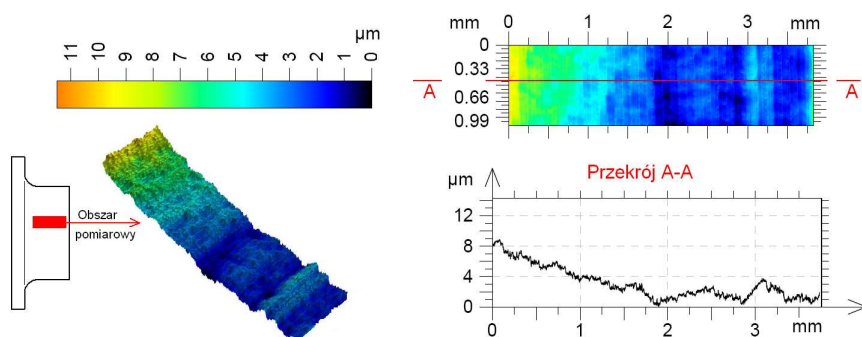 µm
11 10 9 8 7 6 5 4 3 2 1 0
Obszar
pomiarowy
mm 0 1 2 3 mm
0
0.33
0.66
0.99
A A
Przekrój A-A
µm
12
8
4
0
0 1 2 3 mm